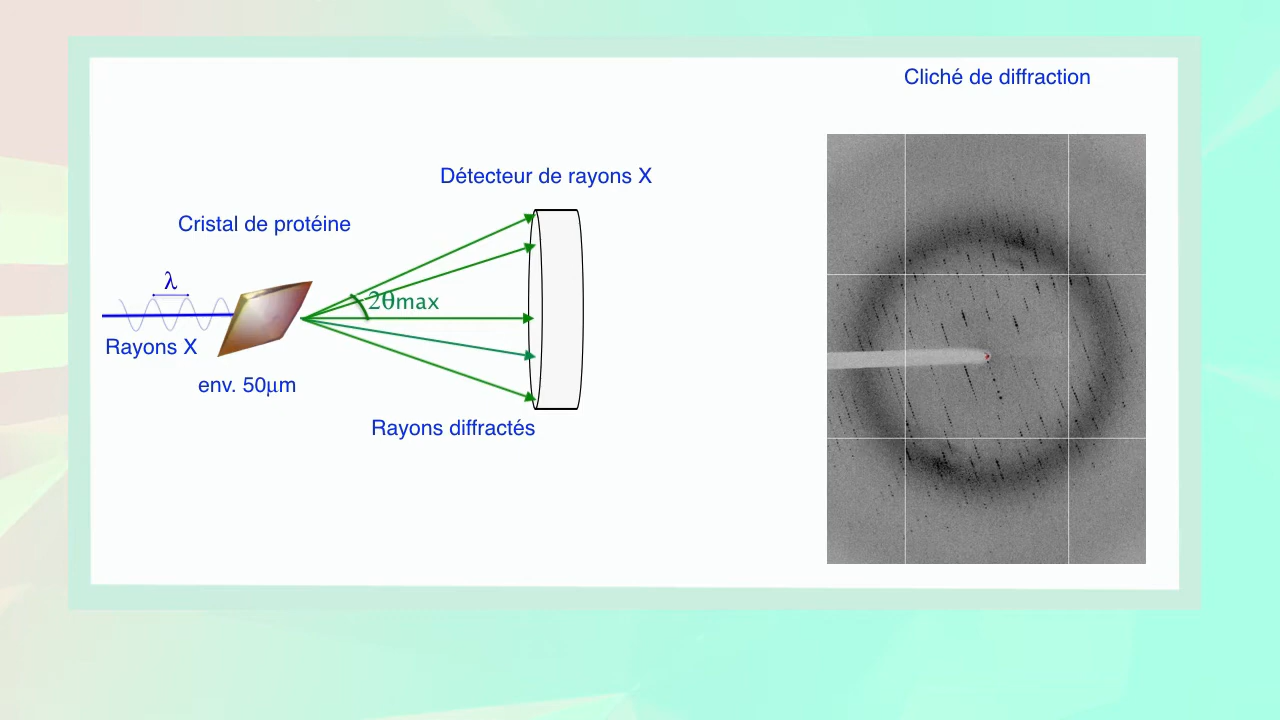 Cliché de diffraction
Détecteur de rayons X
Cristal de protéine
λ
2θmax
Rayons X
env. 50µm
Rayons diffractés